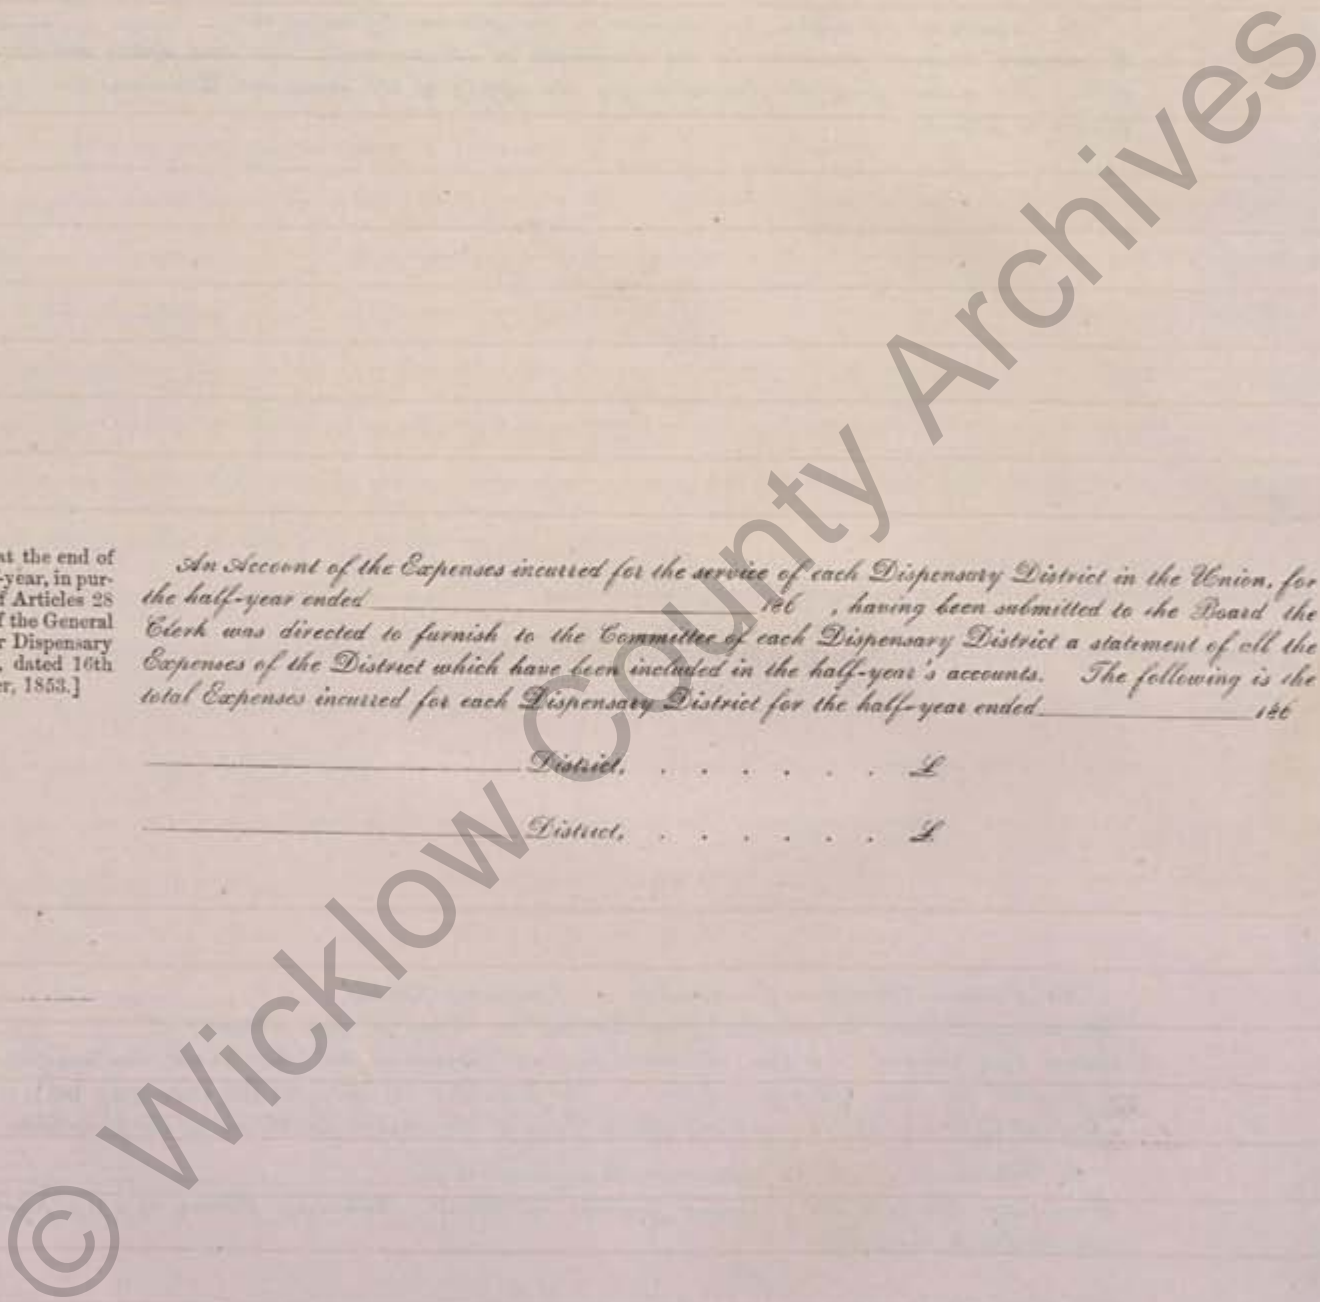 at the end of
-year, in pur-
f Articles 28
f the General
r Dispensary
, dated 16th
er, 1853.]
An Account of the Expenses incurred for the service of each Dispensary District in the Union, for
the half-year ended 186 , having been submitted to the Board the
Clerk was directed to furnish to the Committee of each Dispensary District a statement of all the
Expenses of the District which have been included in the half-year's accounts. The following is the
total Expenses incurred for each Dispensary District for the half-year ended 186
District, . . . . . . £
District, . . . . . . £
© Wicklow County Archives